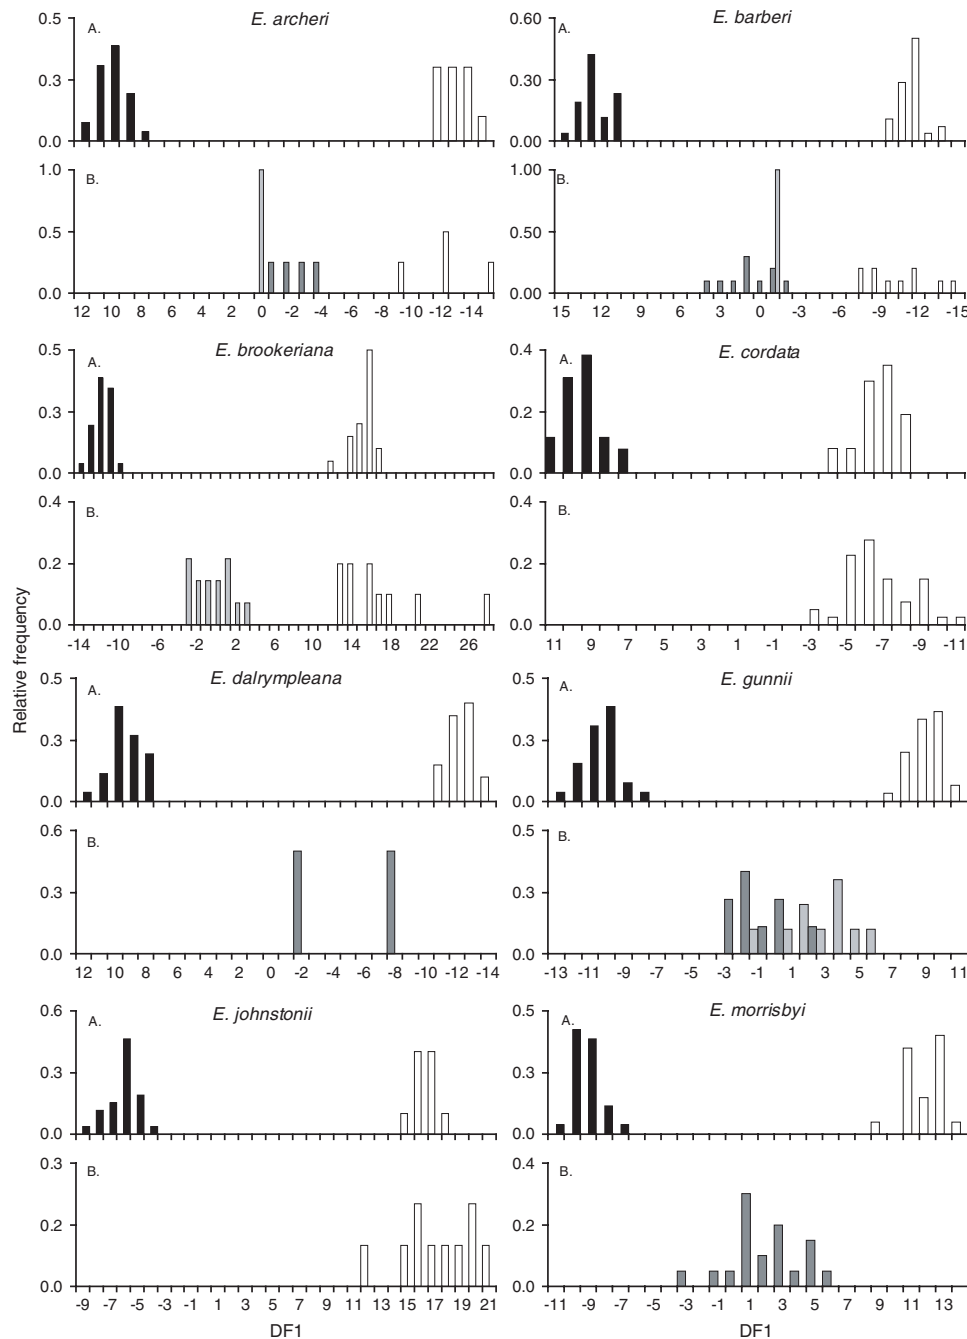 E. archeri
A.
0.5
0.3
0.0
B.
1.0
0.5
0.0
12 10 8 6 4 2 0 -2 -4 -6 -8 -10 -12 -14
E. barberi
A.
0.60
0.30
0.00
B.
1.00
0.50
0.00
15 12 9 6 3 0 -3 -6 -9 -12 -15
E. brookeriana
A.
0.5
0.3
0.0
B.
0.4
0.2
0.0
-14 -10 -6 -2 2 6 10 14 18 22 26
E. cordata
A.
0.4
0.2
0.0
B.
0.4
0.2
0.0
11 9 7 5 3 1 -1 -3 -5 -7 -9 -11
Relative frequency
E. dalrympleana
A.
0.5
0.3
0.0
B.
0.6
0.3
0.0
12 10 8 6 4 2 0 -2 -4 -6 -8 -10 -12 -14
E. gunnii
A.
0.5
0.3
0.0
B.
0.5
0.3
0.0
-13 -11 -9 -7 -5 -3 -1 1 3 5 7 9 11
E. johnstonii
A.
0.6
0.3
0.0
B.
0.3
0.2
0.0
-9 -7 -5 -3 -1 1 3 5 7 9 11 13 15 17 19 21
DF1
E. morrisbyi
A.
0.5
0.3
0.0
B.
0.4
0.2
0.0
-11 -9 -7 -5 -3 -1 1 3 5 7 9 11 13
DF1